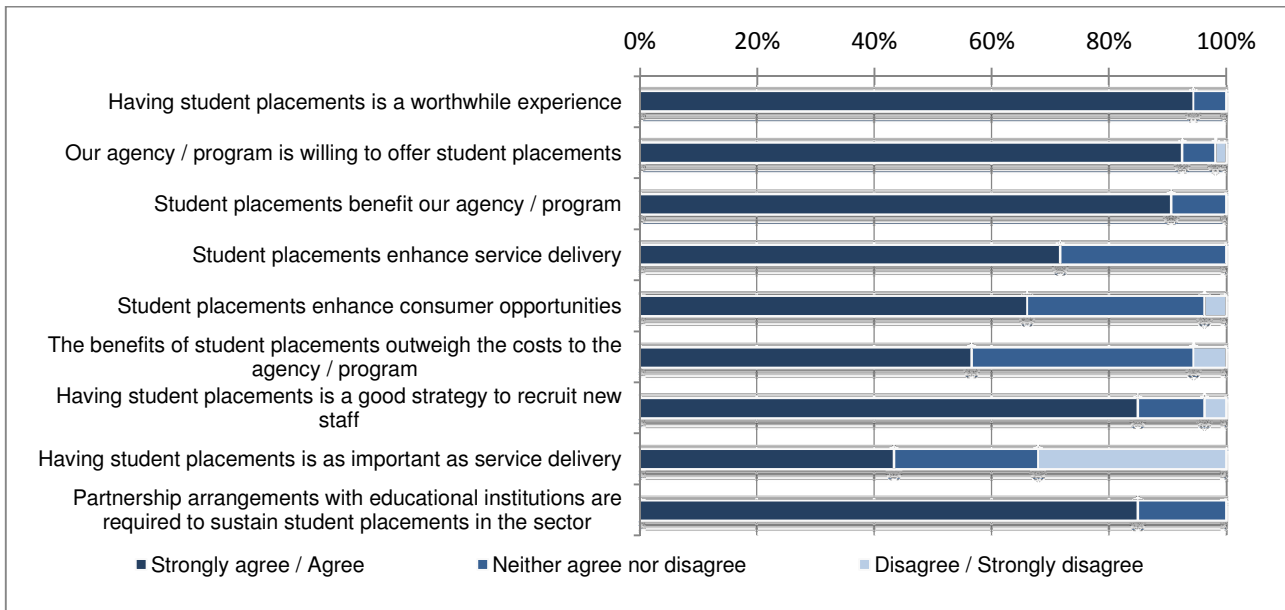 0% 20% 40% 60% 80% 100%
Having student placements is a worthwhile experience
Our agency / program is willing to offer student placements
Student placements benefit our agency / program
Student placements enhance service delivery
Student placements enhance consumer opportunities
The benefits of student placements outweigh the costs to the
agency / program
Having student placements is a good strategy to recruit new
staff
Having student placements is as important as service delivery
Partnership arrangements with educational institutions are
required to sustain student placements in the sector
Strongly agree / Agree Neither agree nor disagree Disagree / Strongly disagree